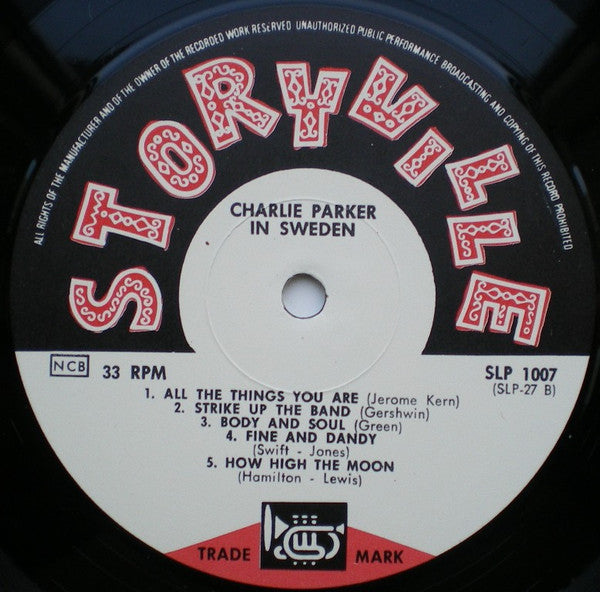 ALL RIGHTS OF THE MANUFACTURER AND OF THE OWNER OF THE RECORDED WORK RESERVED UNAUTHORIZED PUBLIC PERFORMANCE BROADCASTING AND COPYING OF THIS RECORD PROHIBITED
STORYVILLE
CHARLIE PARKER
IN SWEDEN
NCB 33 RPM SLP 1007
(SLP-27 B)
1. ALL THE THINGS YOU ARE (Jerome Kern)
2. STRIKE UP THE BAND (Gershwin)
3. BODY AND SOUL (Green)
4. FINE AND DANDY
(Swift - Jones)
5. HOW HIGH THE MOON
(Hamilton - Lewis)
TRADE MARK